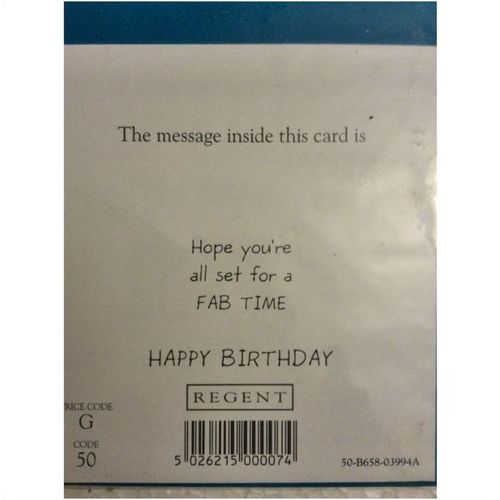 The message inside this card is
Hope you're
all set for a
FAB TIME
HAPPY BIRTHDAY
REGENT
RICE CODE
G
CODE
50
5 026215 000074
50-B658-03994A